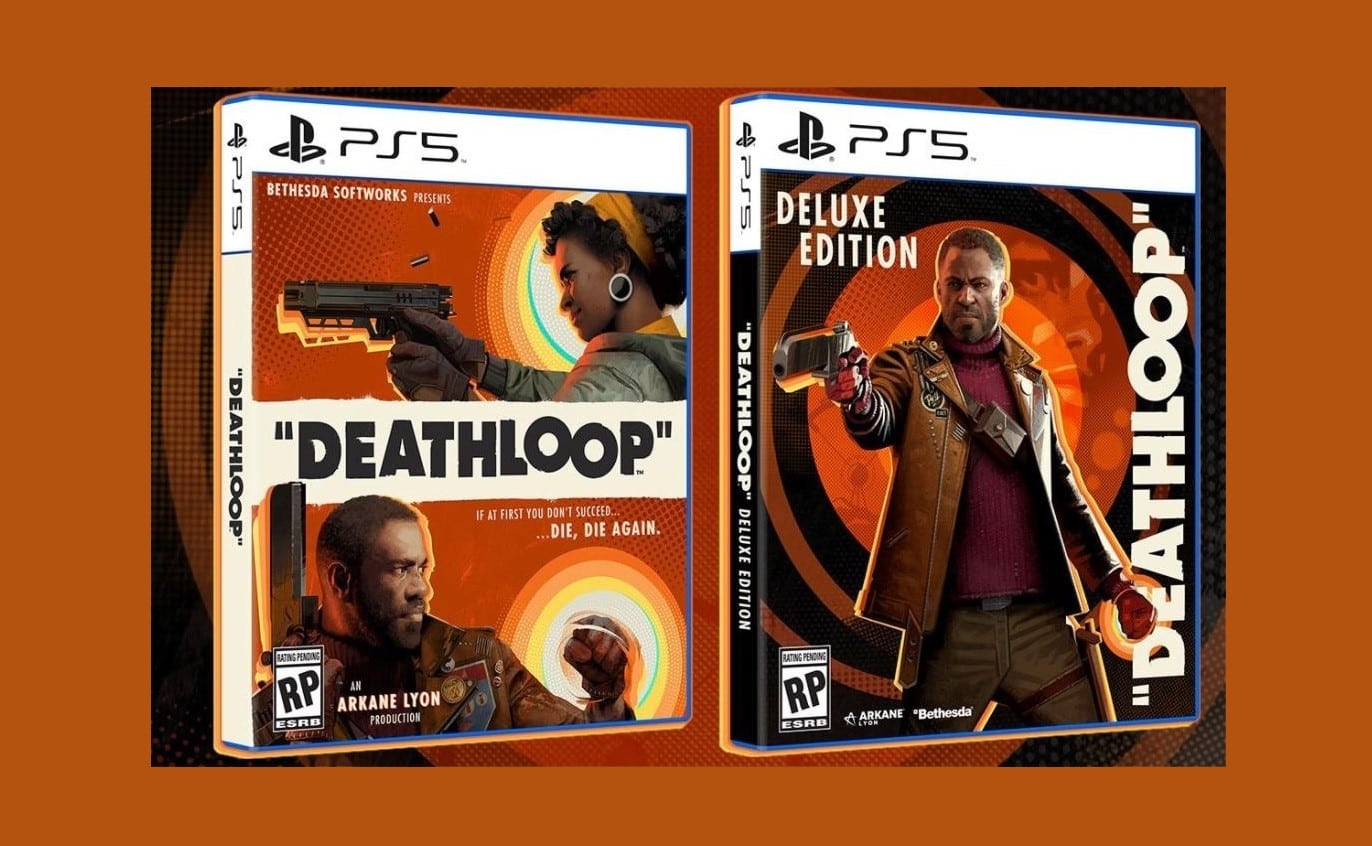 PS5
PS5
BETHESDA SOFTWORKS PRESENTS
"DEATHLOOP"™
"DEATHLOOP"
IF AT FIRST YOU DON'T SUCCEED...
...DIE, DIE AGAIN.
RATING PENDING
RP
ESRB
AN
ARKANE LYON
PRODUCTION
PS5
PS5
DELUXE
EDITION
"DEATHLOOP"
"DEATHLOOP" DELUXE EDITION
RATING PENDING
RP
ESRB
ARKANE
LYON
Bethesda